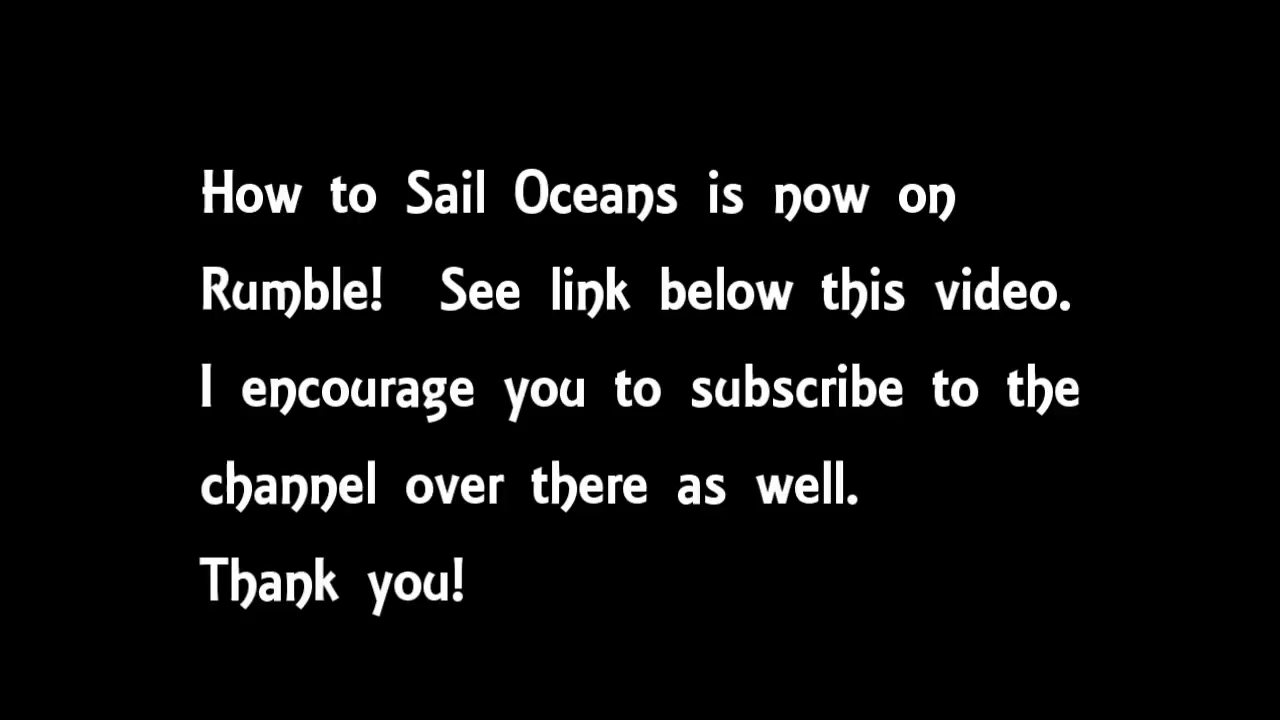 How to Sail Oceans is now on
Rumble! See link below this video.
I encourage you to subscribe to the
channel over there as well.
Thank you!